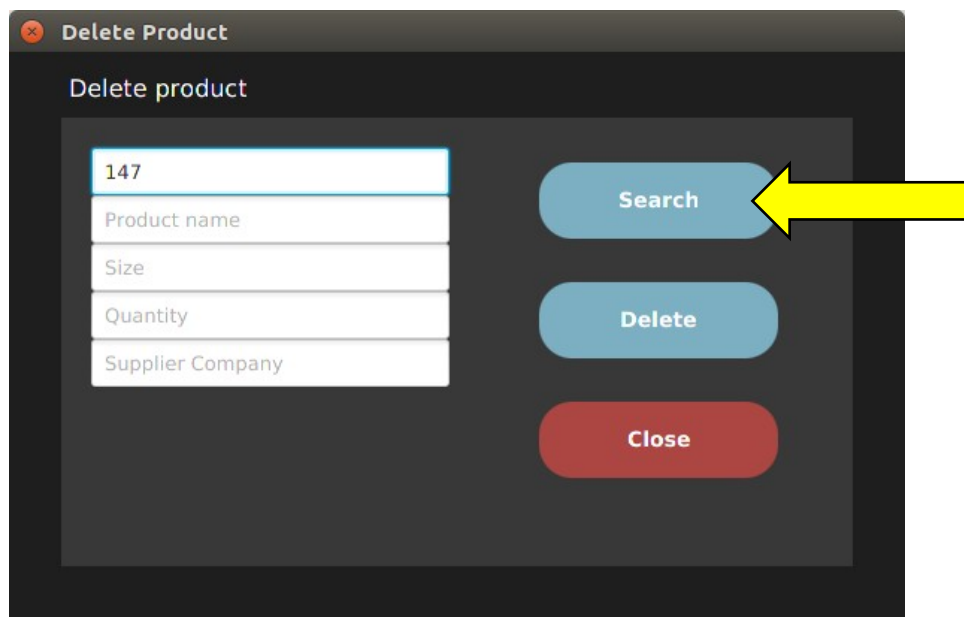 Delete Product
Delete product
147
Product name
Size
Quantity
Supplier Company
Search
Delete
Close